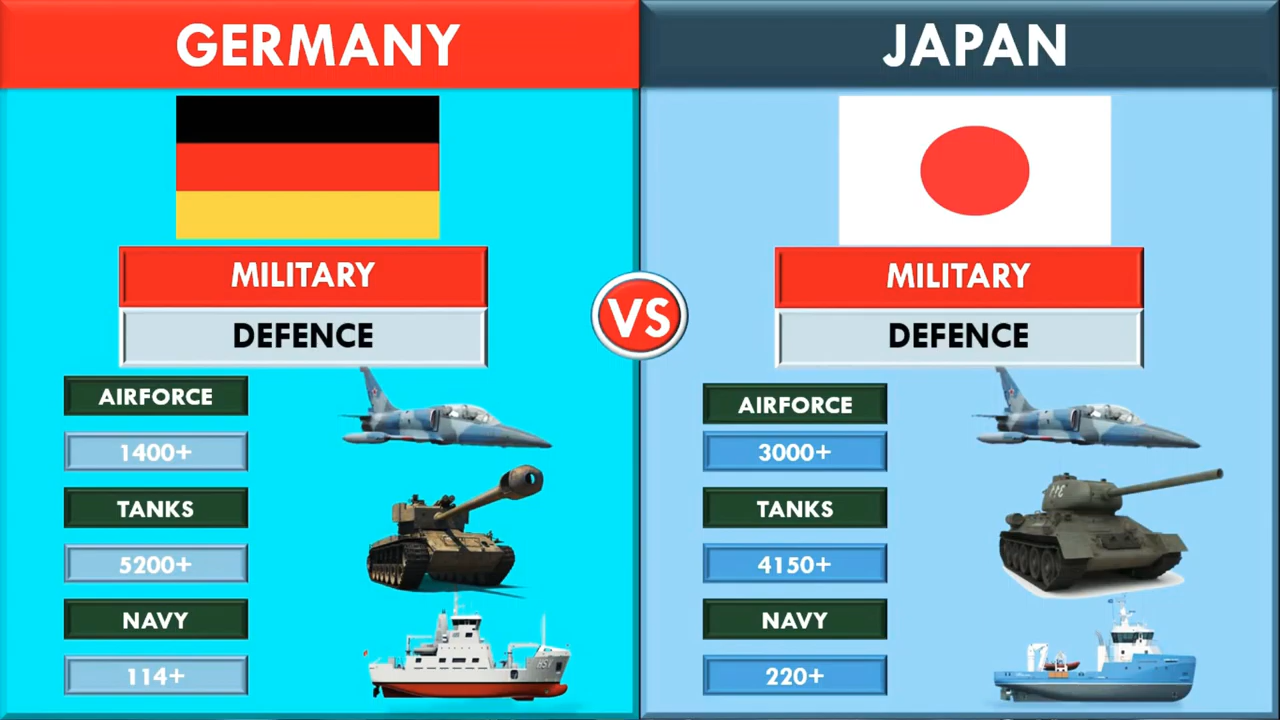 GERMANY
MILITARY
DEFENCE
AIRFORCE
1400+
TANKS
5200+
NAVY
114+
VS
JAPAN
MILITARY
DEFENCE
AIRFORCE
3000+
TANKS
4150+
NAVY
220+